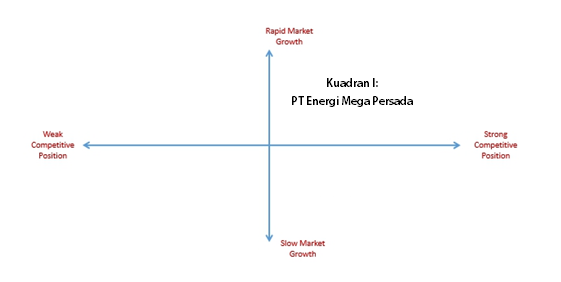 Rapid Market
Growth
Kuadran I:
PT Energi Mega Persada
Weak
Competitive
Position
Strong
Competitive
Position
Slow Market
Growth